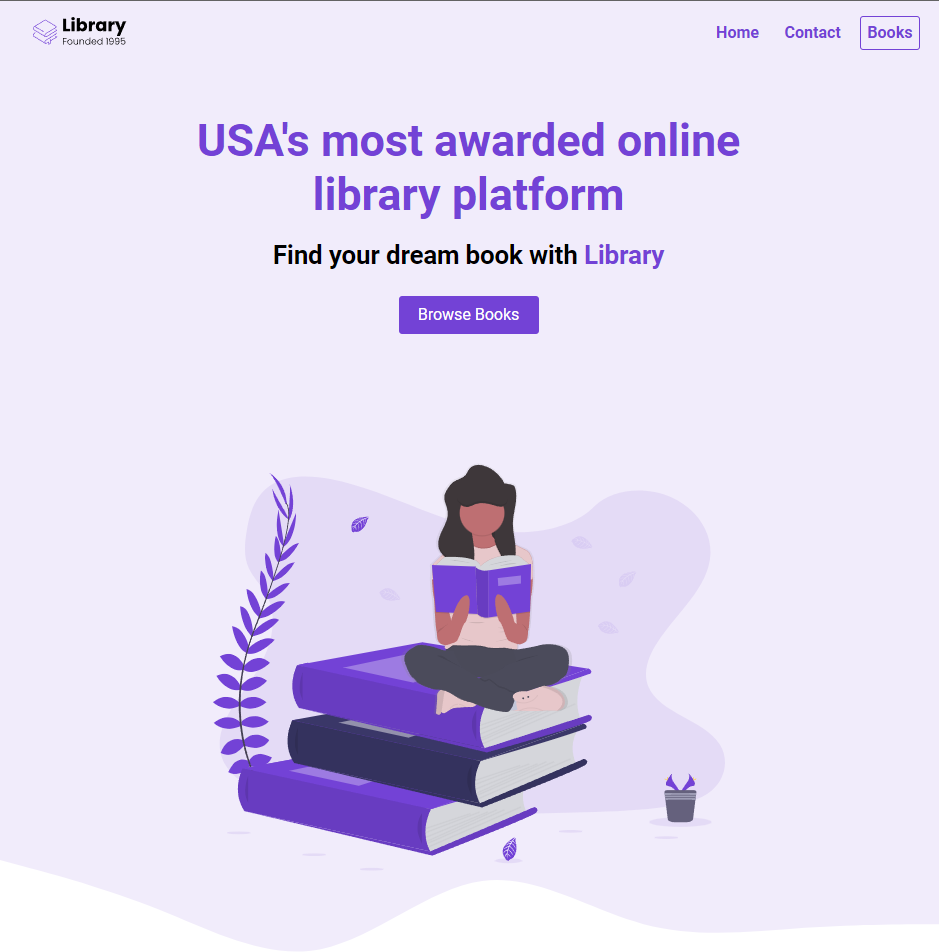 Library
Founded 1995
Home Contact Books
USA's most awarded online
library platform
Find your dream book with Library
Browse Books